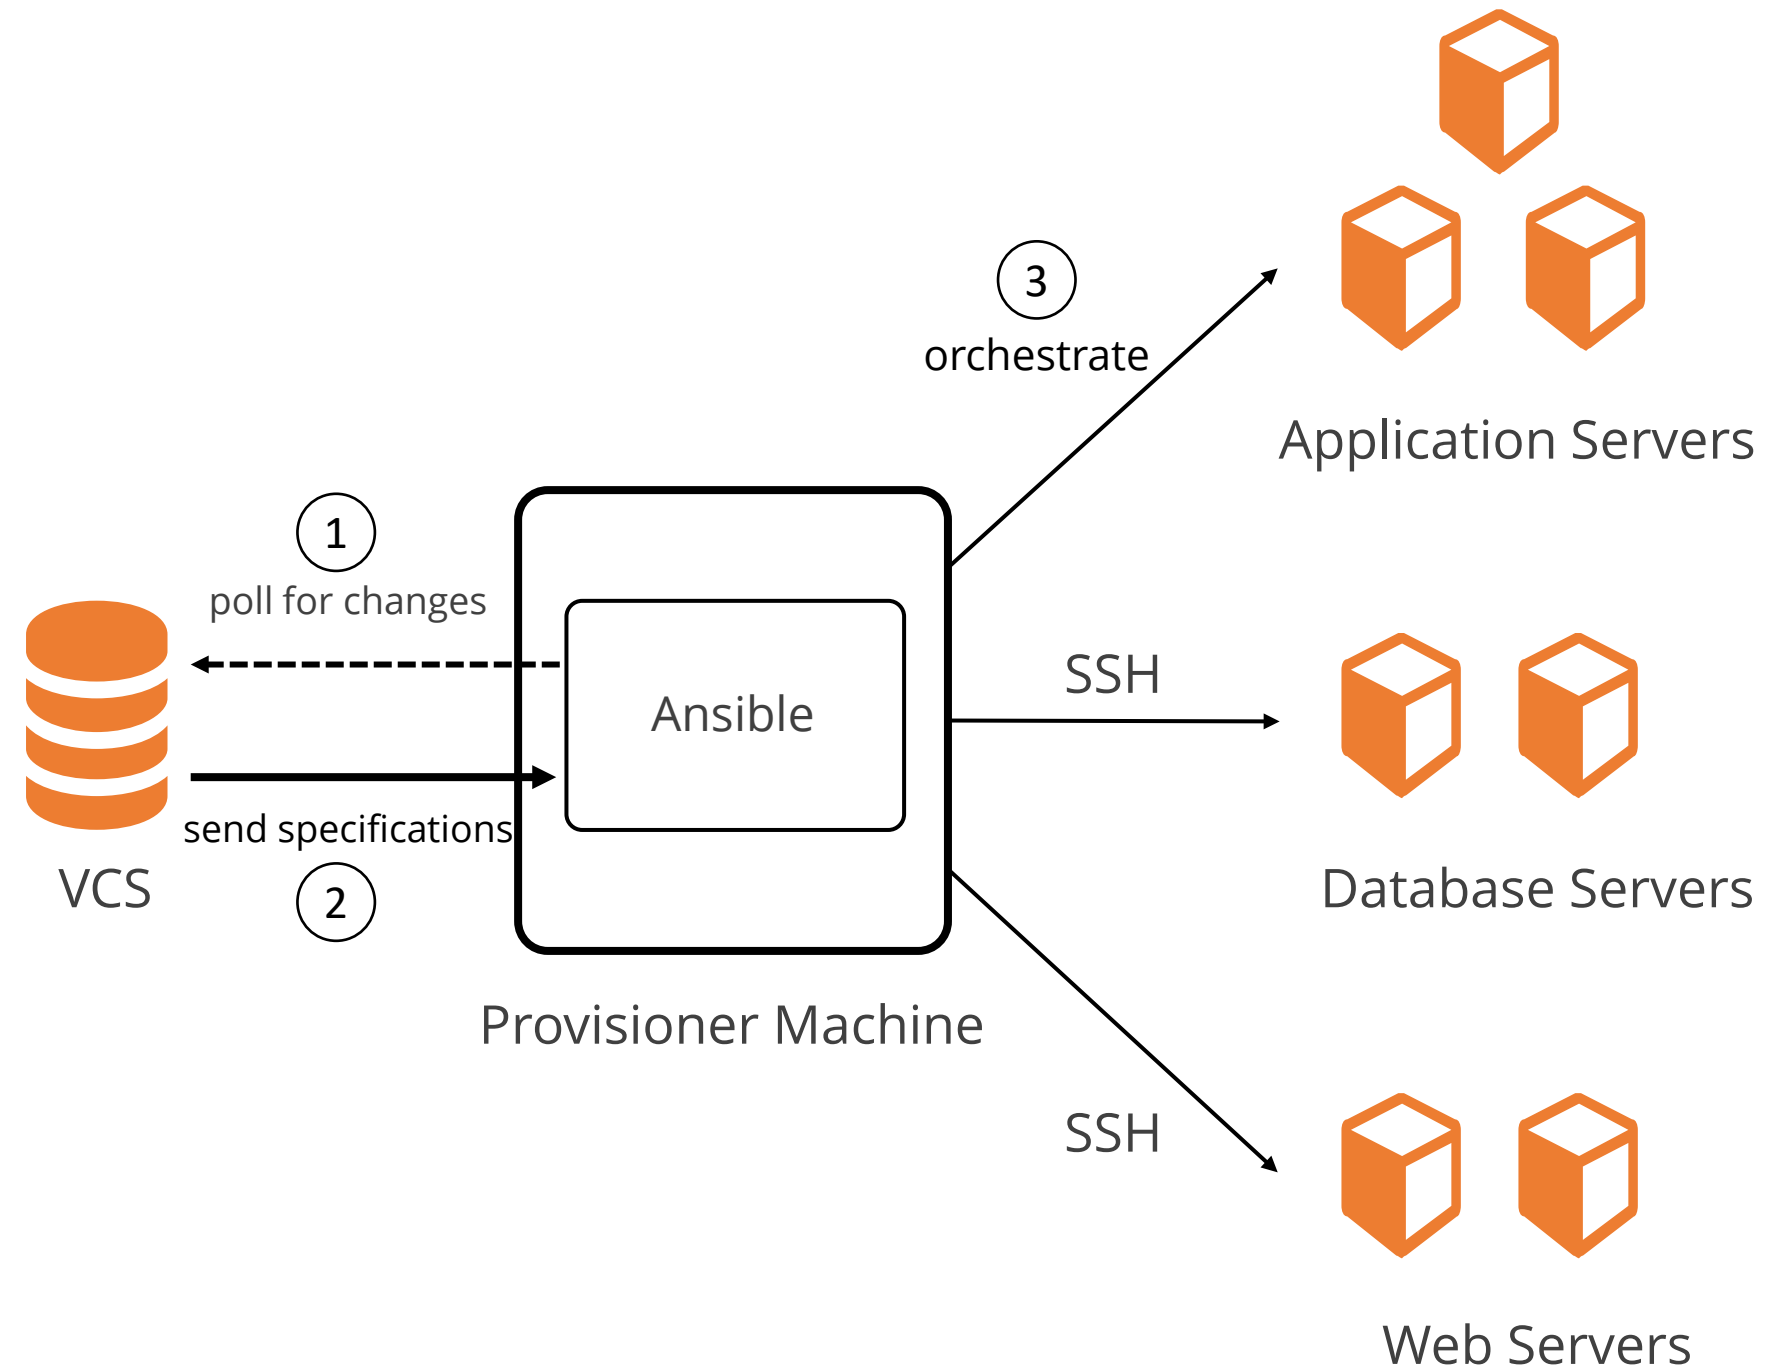 3
orchestrate
Application Servers
1
poll for changes
SSH
Ansible
send specifications
VCS
2
Database Servers
Provisioner Machine
SSH
Web Servers